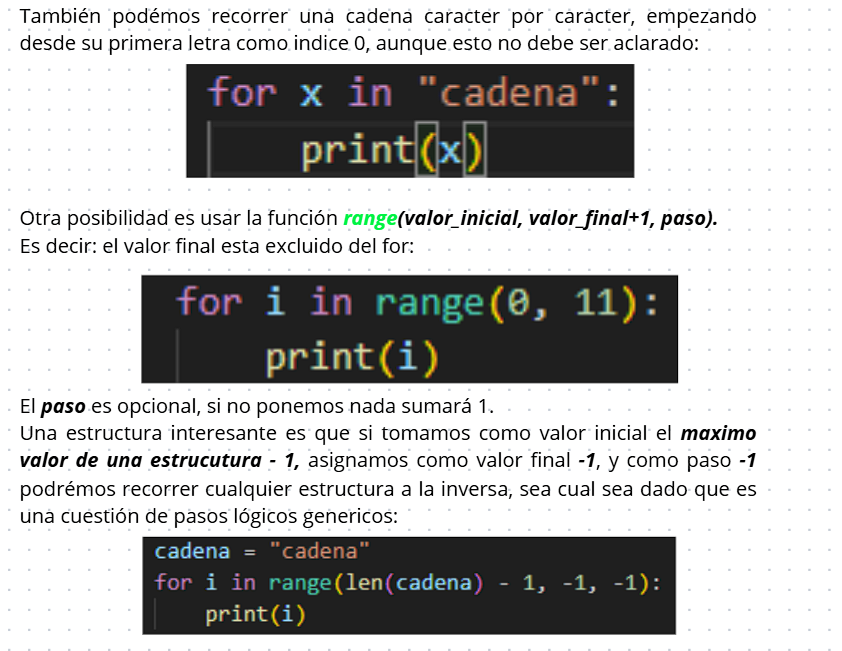 También podémos recorrer una cadena caracter por caracter, empezando
desde su primera letra como indice 0, aunque esto no debe ser aclarado:
for x in "cadena":
    print(x)
Otra posibilidad es usar la función range(valor_inicial, valor_final+1, paso).
Es decir: el valor final esta excluido del for:
for i in range(0, 11):
    print(i)
El paso es opcional, si no ponemos nada sumará 1.
Una estructura interesante es que si tomamos como valor inicial el maximo
valor de una estrucutura - 1, asignamos como valor final -1, y como paso -1
podrémos recorrer cualquier estructura a la inversa, sea cual sea dado que es
una cuestión de pasos lógicos genericos:
cadena = "cadena"
for i in range(len(cadena) - 1, -1, -1):
    print(i)